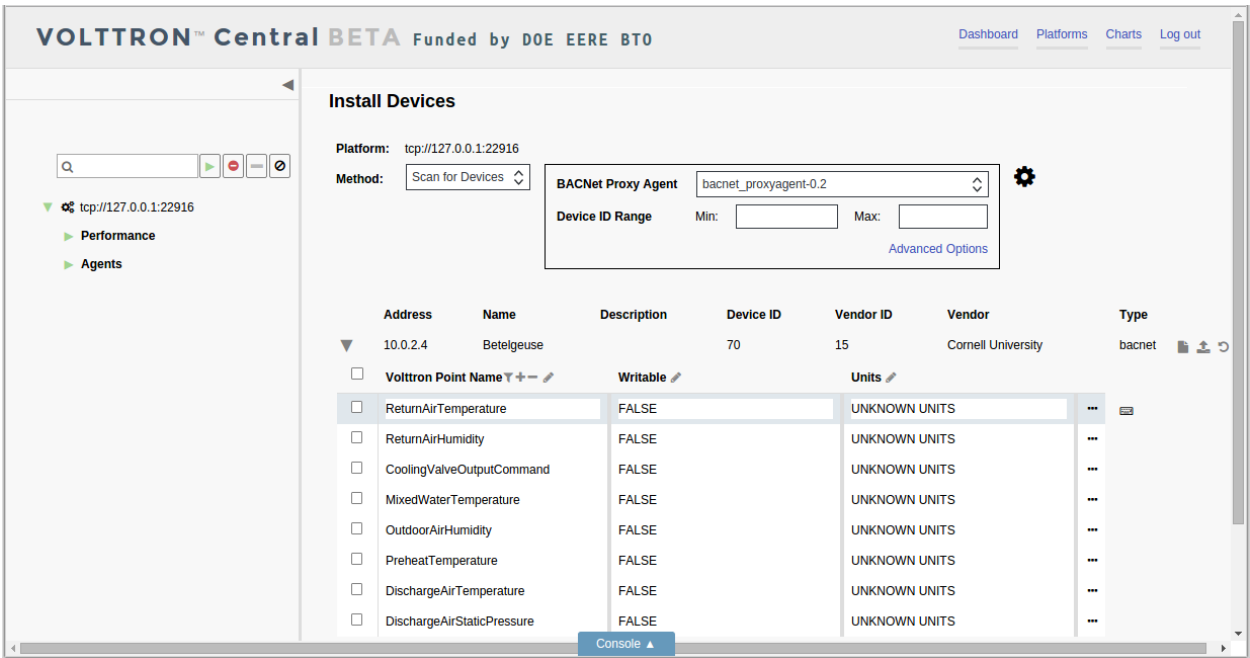 VOLTTRON™ Central BETA Funded by DOE EERE BTO
Dashboard Platforms Charts Log out
Install Devices
Platform: tcp://127.0.0.1:22916
Method: Scan for Devices
BACNet Proxy Agent bacnet_proxyagent-0.2
Device ID Range Min: Max:
Advanced Options
tcp://127.0.0.1:22916
Performance
Agents
Address Name Description Device ID Vendor ID Vendor Type
10.0.2.4 Betelgeuse 70 15 Cornell University bacnet
Volttron Point Name Writable Units
ReturnAirTemperature FALSE UNKNOWN UNITS
ReturnAirHumidity FALSE UNKNOWN UNITS
CoolingValveOutputCommand FALSE UNKNOWN UNITS
MixedWaterTemperature FALSE UNKNOWN UNITS
OutdoorAirHumidity FALSE UNKNOWN UNITS
PreheatTemperature FALSE UNKNOWN UNITS
DischargeAirTemperature FALSE UNKNOWN UNITS
DischargeAirStaticPressure FALSE UNKNOWN UNITS
Console ▲